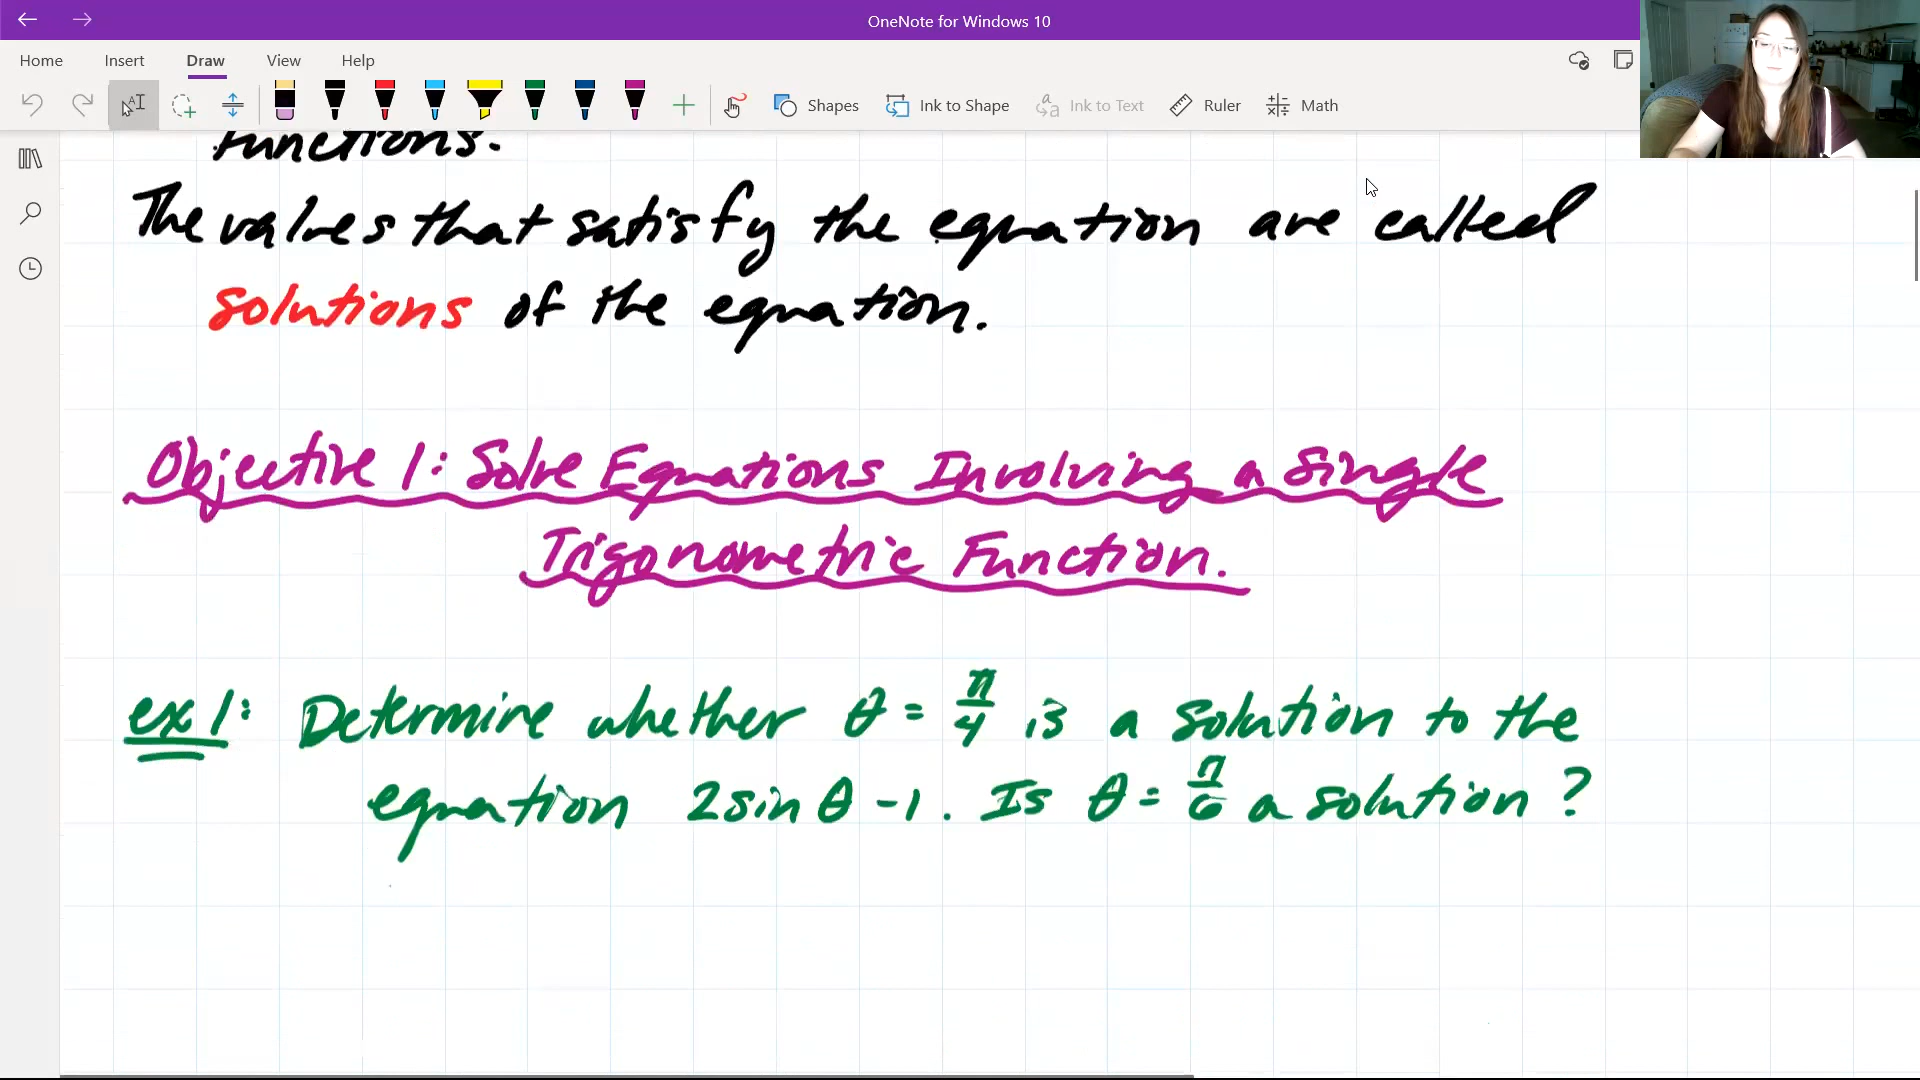 OneNote for Windows 10
Home Insert Draw View Help
Shapes Ink to Shape Ink to Text Ruler Math
functions.
The values that satisfy the equation are called
solutions of the equation.
Objective 1: Solve Equations Involving a Single
Trigonometric Function.
ex 1: Determine whether θ = π/4 is a solution to the
equation 2 sin θ - 1. Is θ = π/6 a solution?